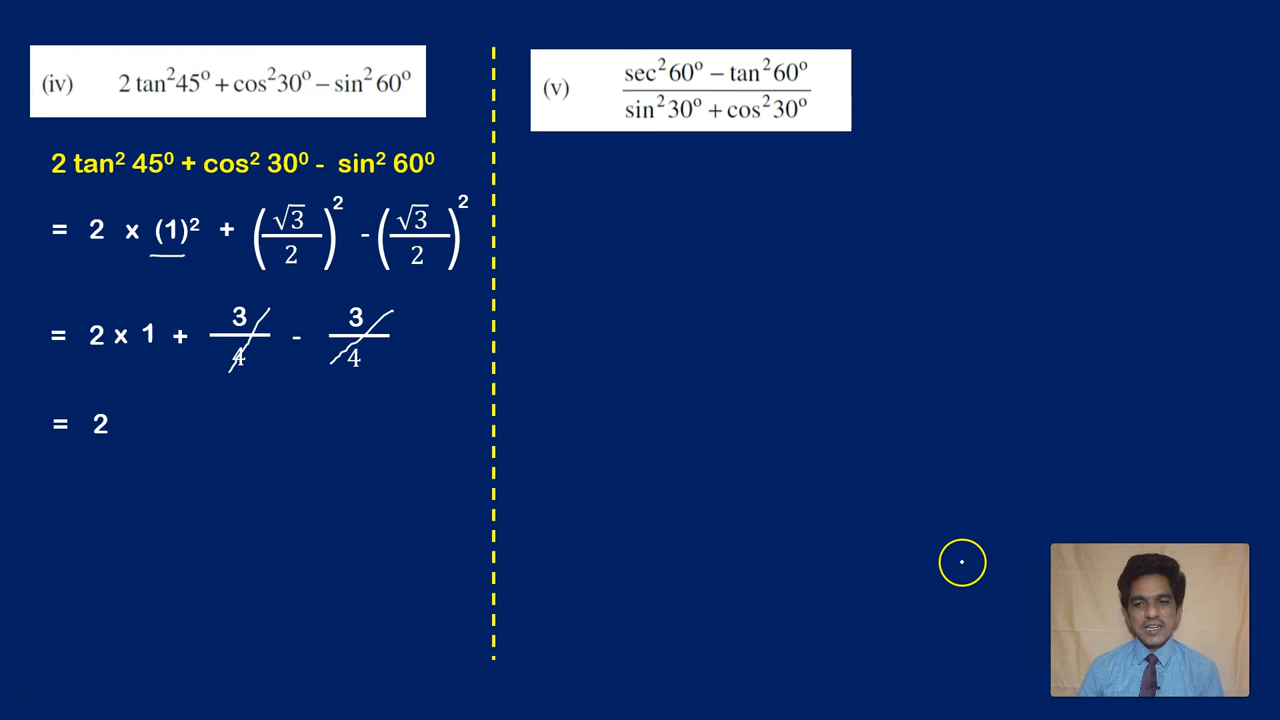 (iv) 2 tan²45° + cos²30° – sin²60°
2 tan² 45⁰ + cos² 30⁰ - sin² 60⁰
= 2 x (1)² + (√3/2)² - (√3/2)²
= 2 x 1 + 3/4 - 3/4
= 2
(v) sec²60° – tan²60°
sin²30° + cos²30°